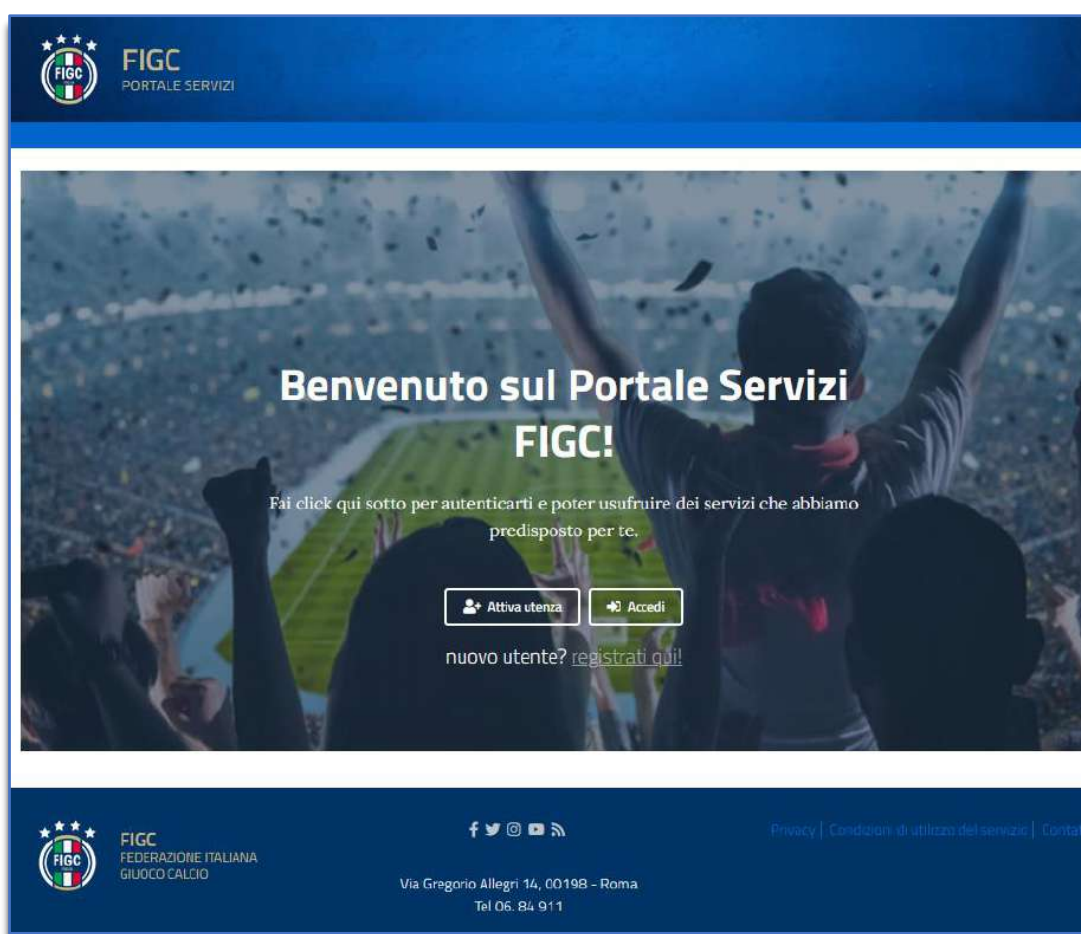 FIGC
FIGC
PORTALE SERVIZI
Benvenuto sul Portale Servizi
FIGC!
Fai click qui sotto per autenticarti e poter usufruire dei servizi che abbiamo
predisposto per te.
Attiva utenza
Accedi
nuovo utente? registrati qui!
FIGC
FIGC
FEDERAZIONE ITALIANA
GIUOCO CALCIO
Via Gregorio Allegri 14, 00198 - Roma
Tel 06. 84 911
Privacy | Condizioni di utilizzo del servizio |